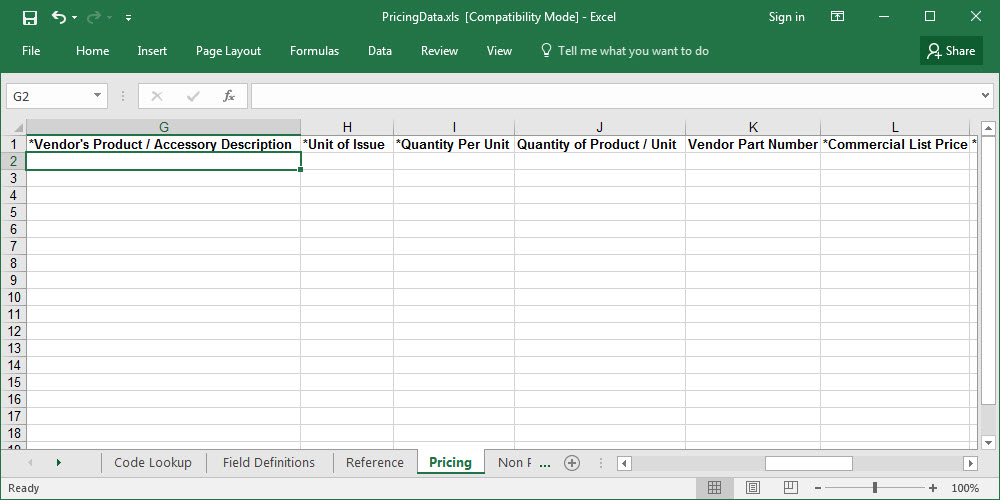 PricingData.xls [Compatibility Mode] - Excel
Sign in
File Home Insert Page Layout Formulas Data Review View Tell me what you want to do Share
G2 fx
G H I J K L
1 *Vendor's Product / Accessory Description *Unit of Issue *Quantity Per Unit Quantity of Product / Unit Vendor Part Number *Commercial List Price *
2
3
4
5
6
7
8
9
10
11
12
13
14
15
16
17
18
Code Lookup Field Definitions Reference Pricing Non ...
Ready 100%